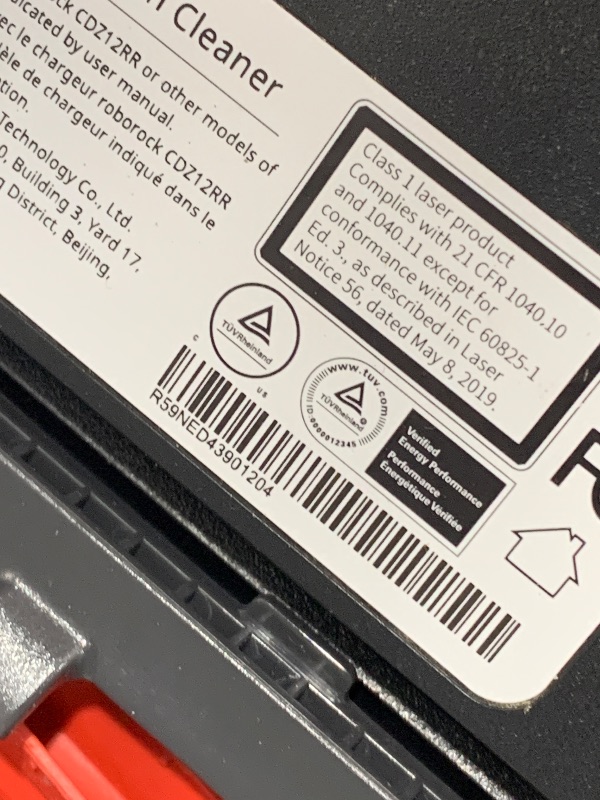 Cleaner
rock CDZ12RR or other models of
dicated by user manual.
ec le chargeur roborock CDZ12RR
dèle de chargeur indiqué dans le
tion.
Technology Co., Ltd.
0, Building 3, Yard 17,
g District, Beijing,
Class 1 laser product
Complies with 21 CFR 1040.10
and 1040.11 except for
conformance with IEC 60825-1
Ed. 3., as described in Laser
Notice 56, dated May 8, 2019.
TÜVRheinland
C
US
www.tuv.com
TÜVRheinland
ID 0000012345
Verified
Energy Performance
Performance
Énergétique Vérifiée
R59NED43901204